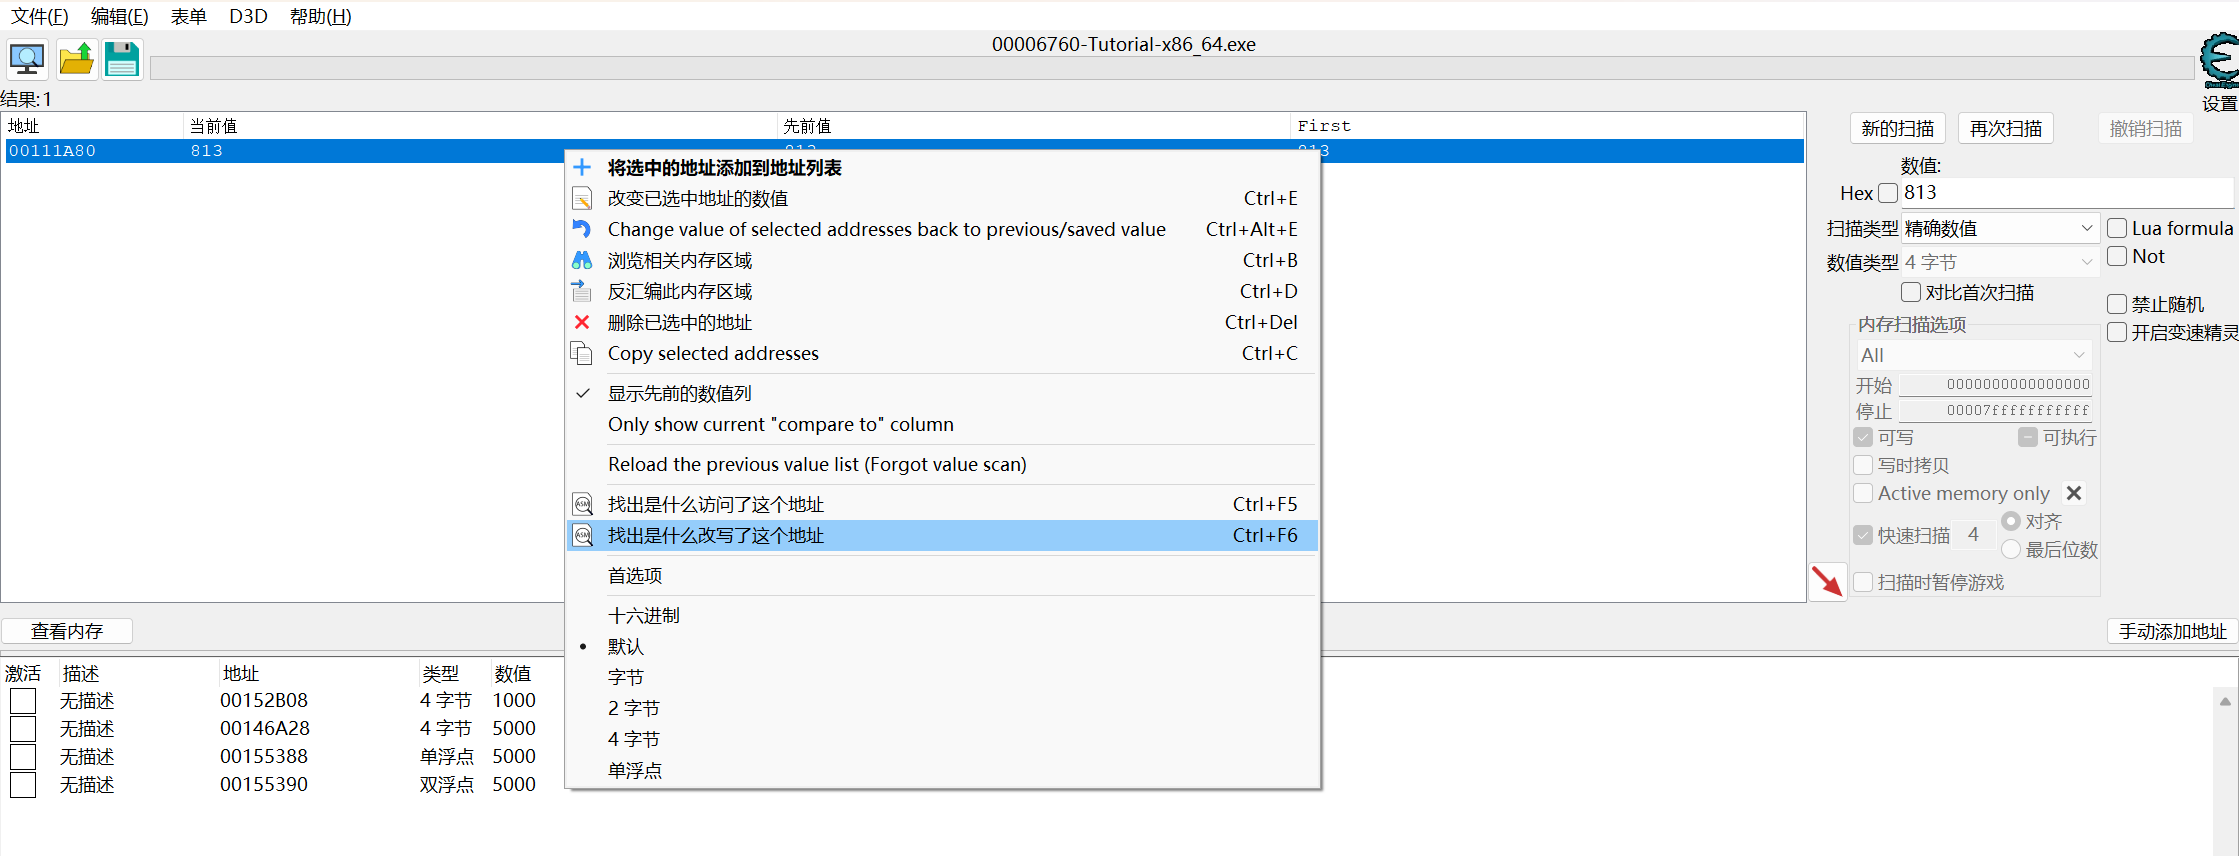 文件(F) 编辑(E) 表单 D3D 帮助(H)
00006760-Tutorial-x86_64.exe
设置
结果:1
地址 当前值 先前值 First
00111A80 813 813
新的扫描 再次扫描 撤销扫描
数值:
Hex 813
扫描类型 精确数值 Lua formula
数值类型 4 字节 Not
对比首次扫描
禁止随机
开启变速精灵
内存扫描选项
All
开始 0000000000000000
停止 00007fffffffffff
可写 可执行
写时拷贝
Active memory only
快速扫描 4 对齐
最后位数
扫描时暂停游戏
将选中的地址添加到地址列表
改变已选中地址的数值 Ctrl+E
Change value of selected addresses back to previous/saved value Ctrl+Alt+E
浏览相关内存区域 Ctrl+B
反汇编此内存区域 Ctrl+D
删除已选中的地址 Ctrl+Del
Copy selected addresses Ctrl+C
显示先前的数值列
Only show current "compare to" column
Reload the previous value list (Forgot value scan)
找出是什么访问了这个地址 Ctrl+F5
找出是什么改写了这个地址 Ctrl+F6
首选项
十六进制
默认
字节
2 字节
4 字节
单浮点
查看内存 手动添加地址
激活 描述 地址 类型 数值
无描述 00152B08 4 字节 1000
无描述 00146A28 4 字节 5000
无描述 00155388 单浮点 5000
无描述 00155390 双浮点 5000